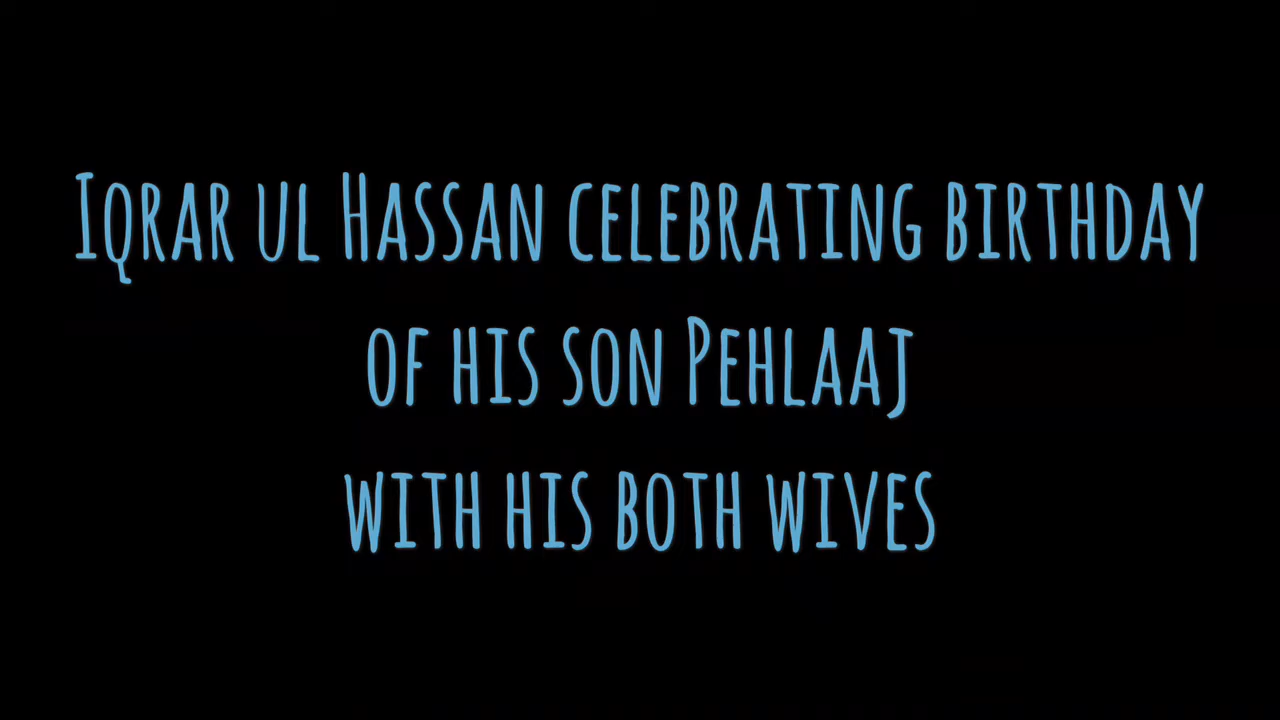 Iqrar ul Hassan celebrating birthday
of his son Pehlaaj
with his both wives